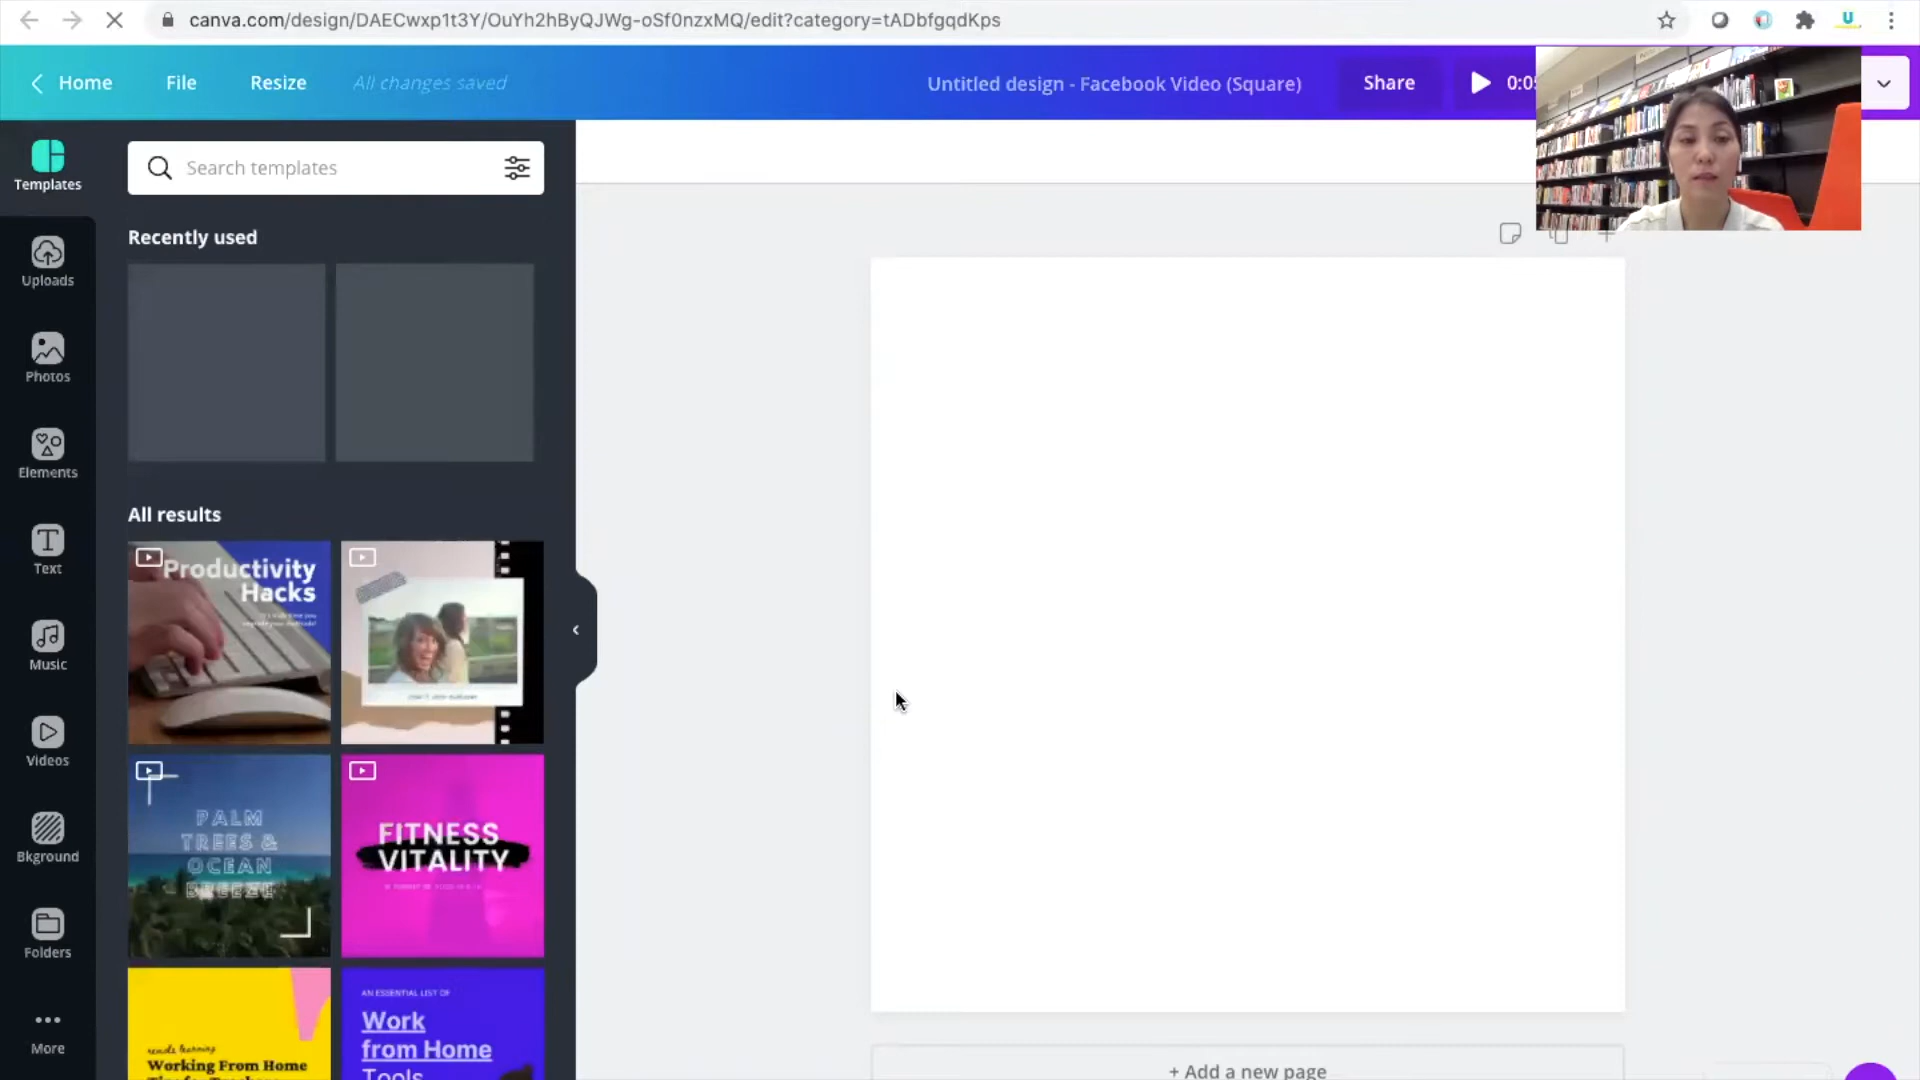 canva.com/design/DAECwxp1t3Y/OuYh2hByQJWg-oSf0nzxMQ/edit?category=tADbfgqdKps
Home
File
Resize
All changes saved
Untitled design - Facebook Video (Square)
Share
Templates
Search templates
Uploads
Photos
Elements
Text
Music
Videos
Bkground
Folders
More
Recently used
All results
Productivity
Hacks
PALM
TREES &
OCEAN
BREEZE
FITNESS
VITALITY
Working From Home
AN ESSENTIAL LIST OF
Work
from Home
Tools
+ Add a new page